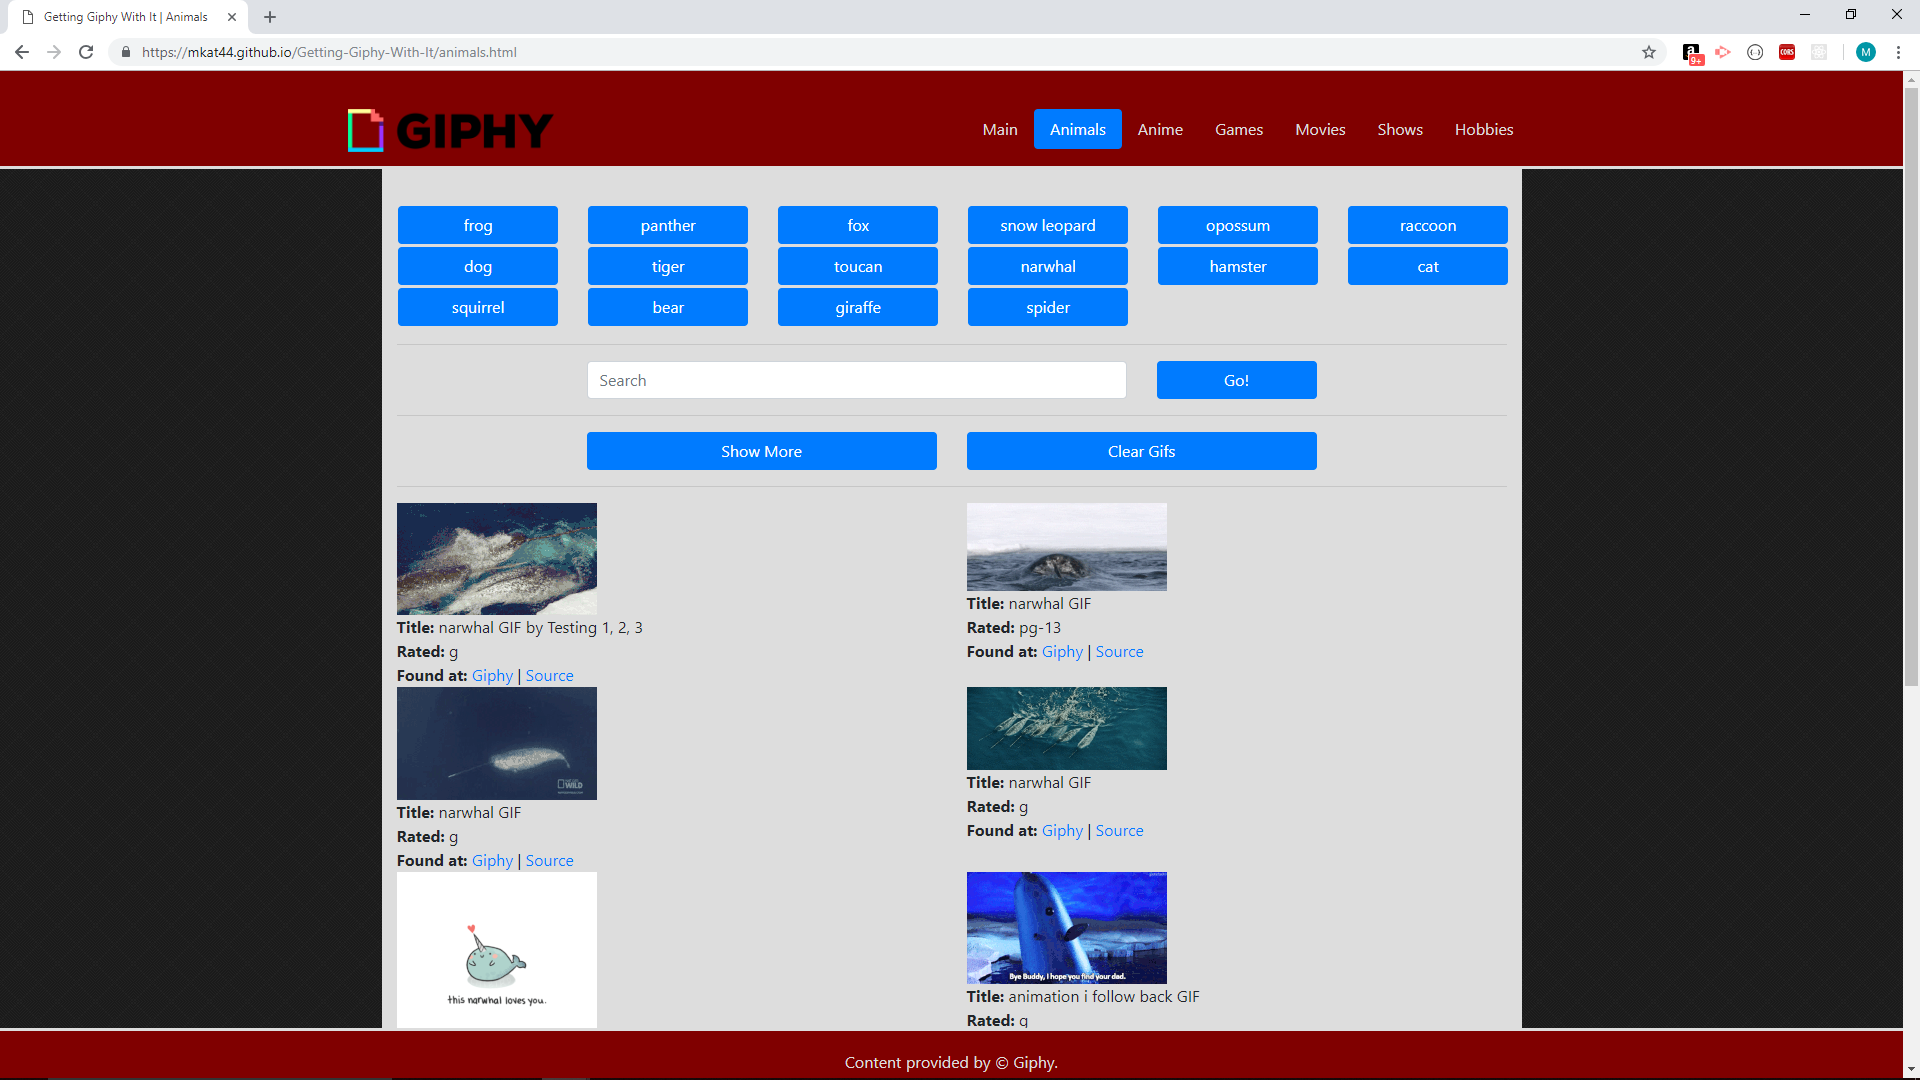 Getting Giphy With It | Animals
https://mkat44.github.io/Getting-Giphy-With-It/animals.html
a 9+ CORS M
GIPHY
Main Animals Anime Games Movies Shows Hobbies
frog panther fox snow leopard opossum raccoon
dog tiger toucan narwhal hamster cat
squirrel bear giraffe spider
Search Go!
Show More Clear Gifs
Title: narwhal GIF by Testing 1, 2, 3
Rated: g
Found at: Giphy | Source
Title: narwhal GIF
Rated: pg-13
Found at: Giphy | Source
WILD
Title: narwhal GIF
Rated: g
Found at: Giphy | Source
Title: narwhal GIF
Rated: g
Found at: Giphy | Source
this narwhal loves you.
Bye Buddy, I hope you find your dad.
Title: animation i follow back GIF
Rated: g
Content provided by © Giphy.